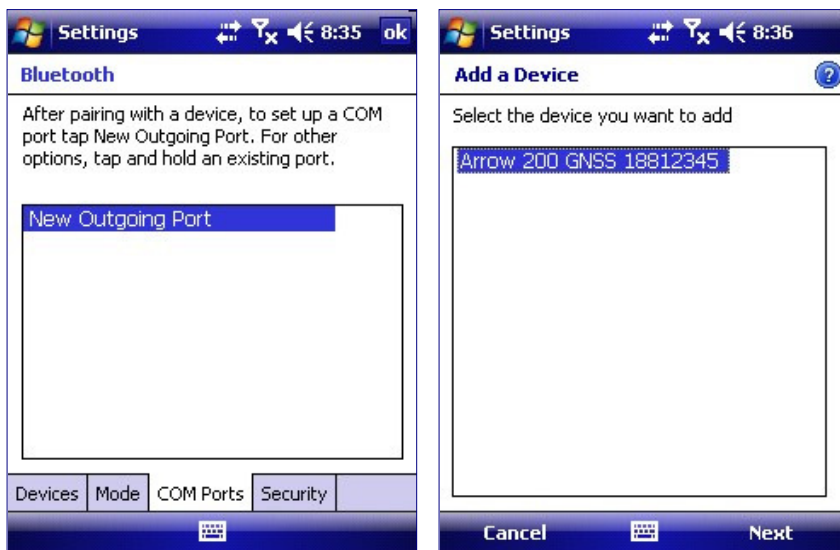 Settings 8:35 ok
Bluetooth
After pairing with a device, to set up a COM
port tap New Outgoing Port. For other
options, tap and hold an existing port.
New Outgoing Port
Devices Mode COM Ports Security
Settings 8:36
Add a Device ?
Select the device you want to add
Arrow 200 GNSS 18812345
Cancel Next